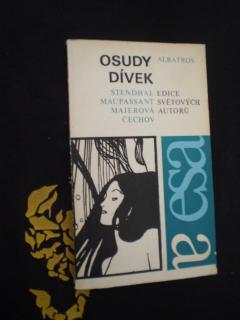 OSUDY ALBATROS
DÍVEK
STENDHAL EDICE
MAUPASSANT SVĚTOVÝCH
MAJEROVÁ AUTORŮ
ČECHOV
esa
a